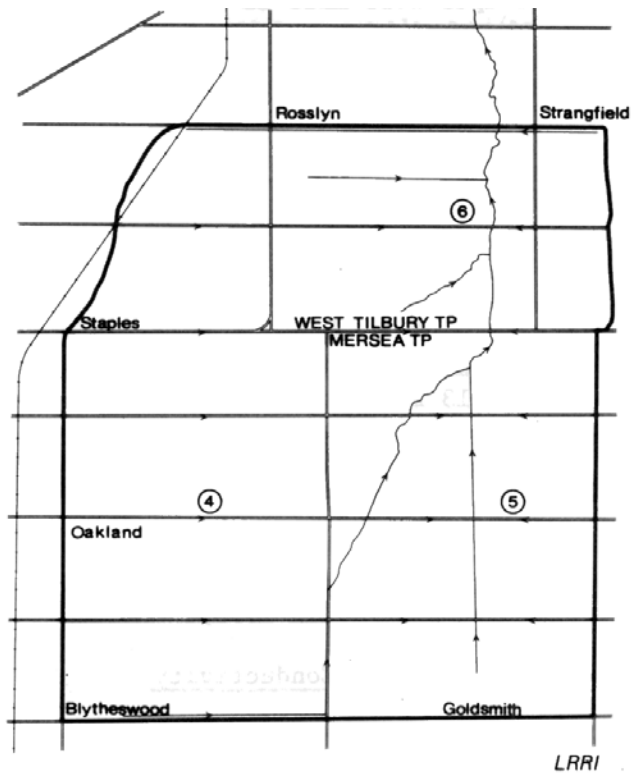 Rosslyn
Strangfield
6
Staples
WEST TILBURY TP
MERSEA TP
4
5
Oakland
Blytheswood
Goldsmith
LRRI